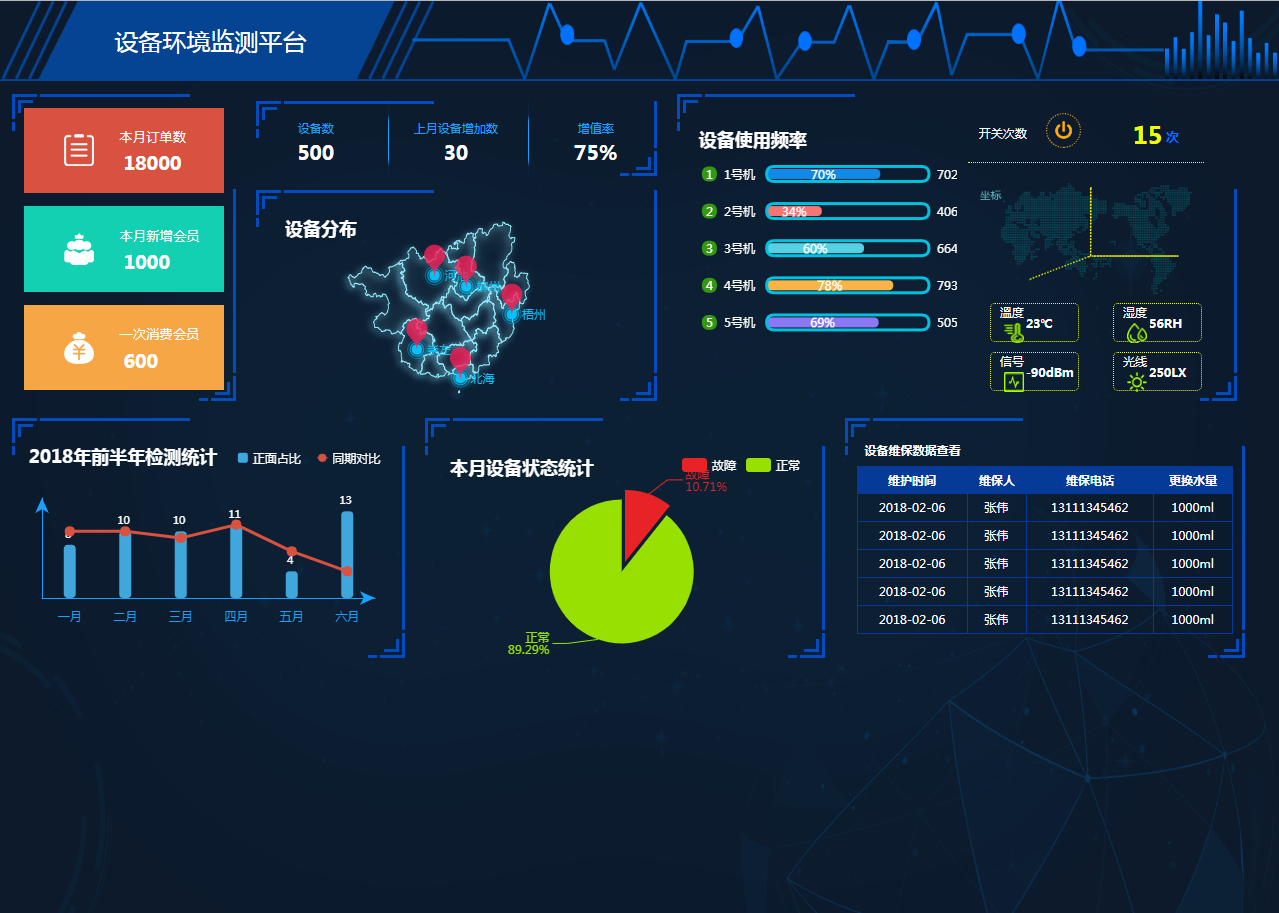 设备环境监测平台
本月订单数
18000
本月新增会员
1000
一次消费会员
600
设备数
500
上月设备增加数
30
增值率
75%
设备分布
梧州
北海
设备使用频率
1 1号机 70% 702
2 2号机 34% 406
3 3号机 60% 664
4 4号机 78% 793
5 5号机 69% 505
开关次数
15 次
坐标
温度
23℃
湿度
56RH
信号
-90dBm
光线
250LX
2018年前半年检测统计
正面占比 同期对比
10 10 11 4 13
一月 二月 三月 四月 五月 六月
本月设备状态统计
故障 正常
故障
10.71%
正常
89.29%
设备维保数据查看
维护时间 维保人 维保电话 更换水量
2018-02-06 张伟 13111345462 1000ml
2018-02-06 张伟 13111345462 1000ml
2018-02-06 张伟 13111345462 1000ml
2018-02-06 张伟 13111345462 1000ml
2018-02-06 张伟 13111345462 1000ml